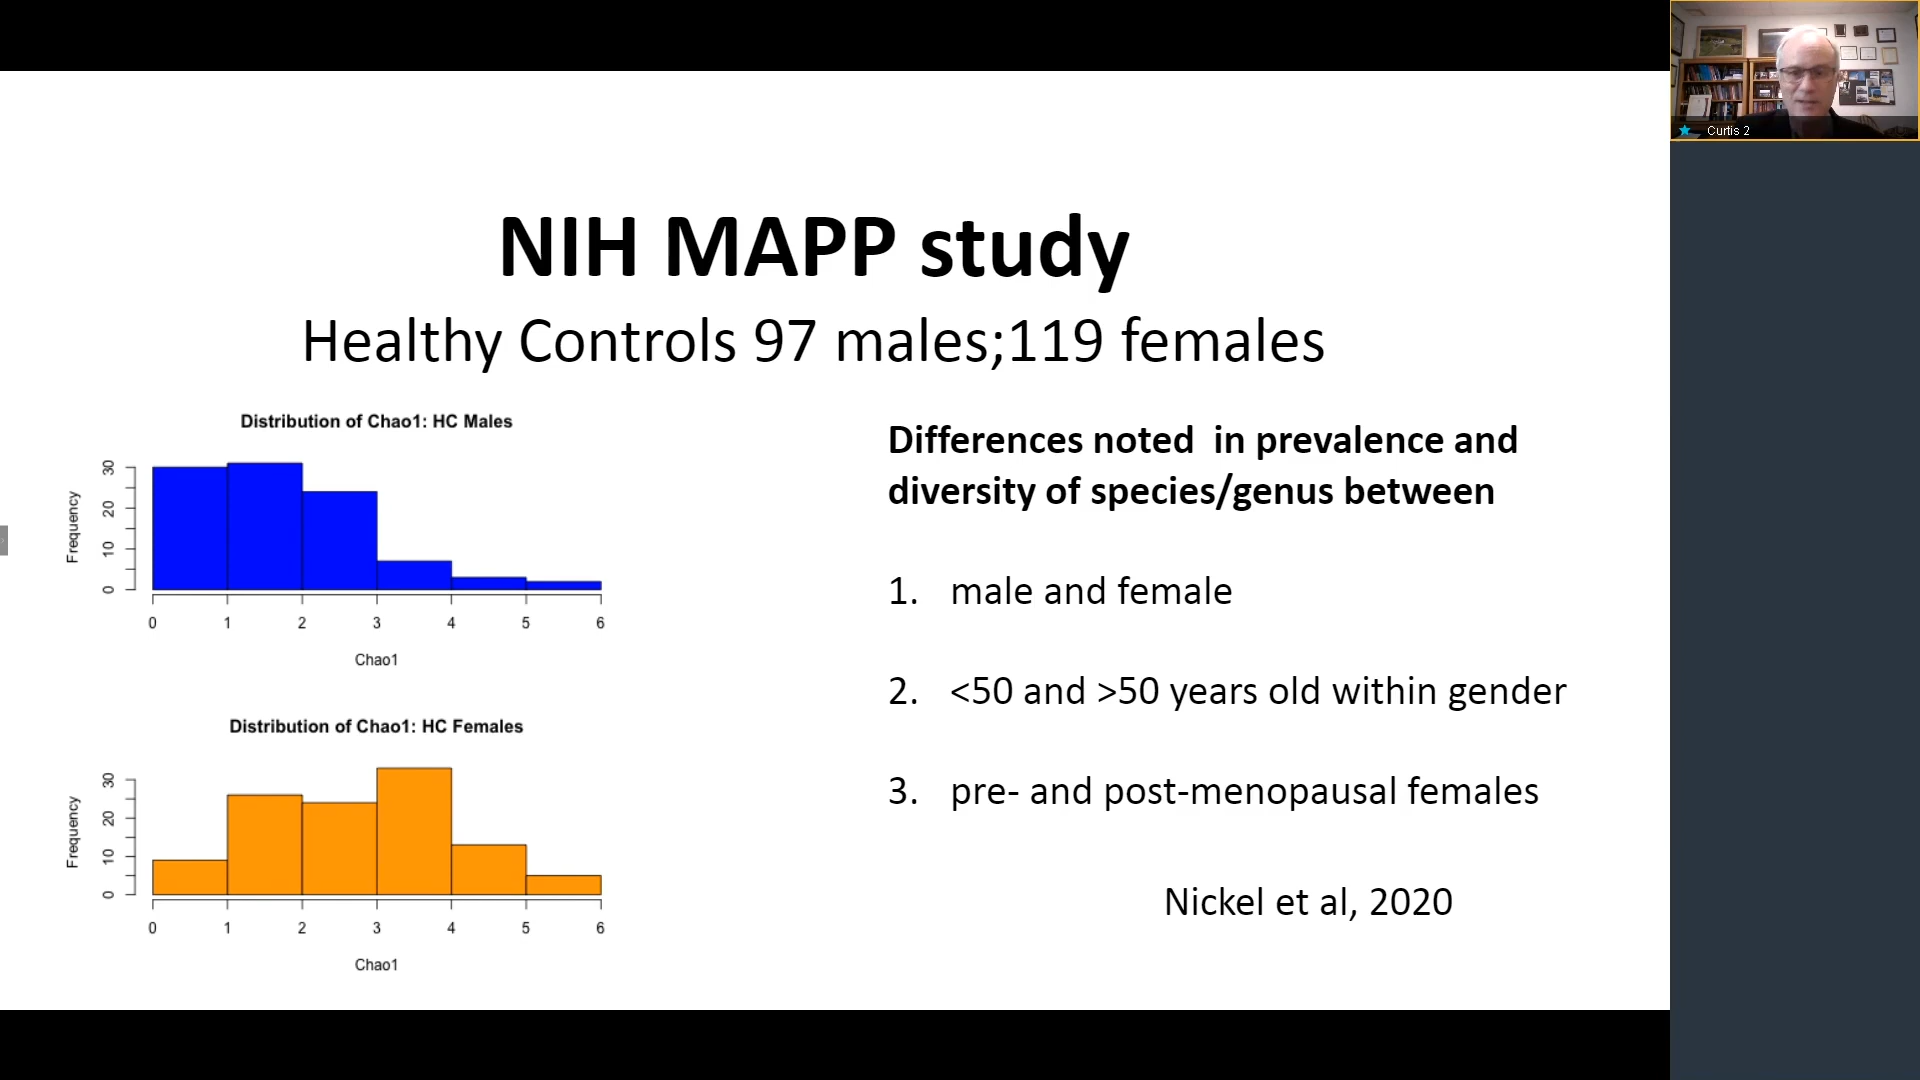 NIH MAPP study
Healthy Controls 97 males;119 females
Distribution of Chao1: HC Males
Frequency
0
10
20
30
0 1 2 3 4 5 6
Chao1
Distribution of Chao1: HC Females
Frequency
0
10
20
30
0 1 2 3 4 5 6
Chao1
Differences noted in prevalence and
diversity of species/genus between
1. male and female
2. <50 and >50 years old within gender
3. pre- and post-menopausal females
Nickel et al, 2020
Curtis 2